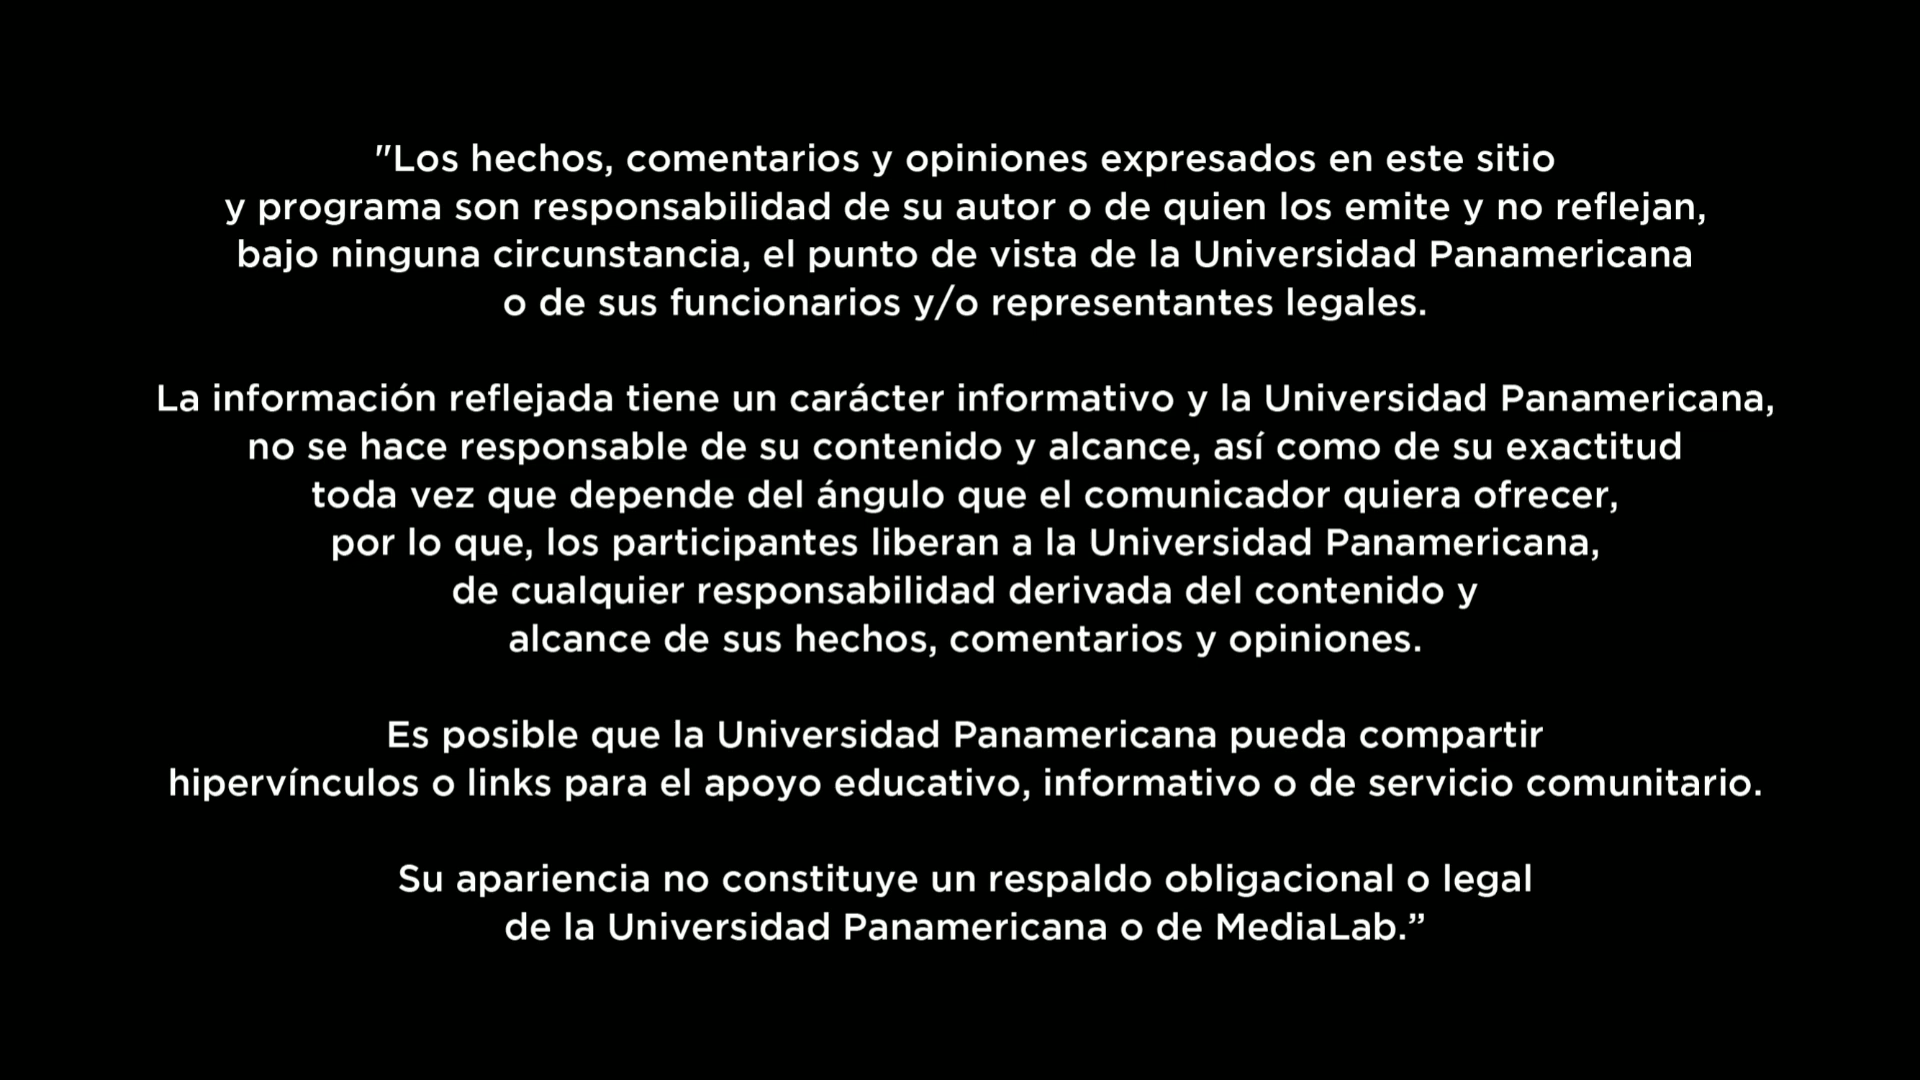 "Los hechos, comentarios y opiniones expresados en este sitio
y programa son responsabilidad de su autor o de quien los emite y no reflejan,
bajo ninguna circunstancia, el punto de vista de la Universidad Panamericana
o de sus funcionarios y/o representantes legales.
La información reflejada tiene un carácter informativo y la Universidad Panamericana,
no se hace responsable de su contenido y alcance, así como de su exactitud
toda vez que depende del ángulo que el comunicador quiera ofrecer,
por lo que, los participantes liberan a la Universidad Panamericana,
de cualquier responsabilidad derivada del contenido y
alcance de sus hechos, comentarios y opiniones.
Es posible que la Universidad Panamericana pueda compartir
hipervínculos o links para el apoyo educativo, informativo o de servicio comunitario.
Su apariencia no constituye un respaldo obligacional o legal
de la Universidad Panamericana o de MediaLab.”